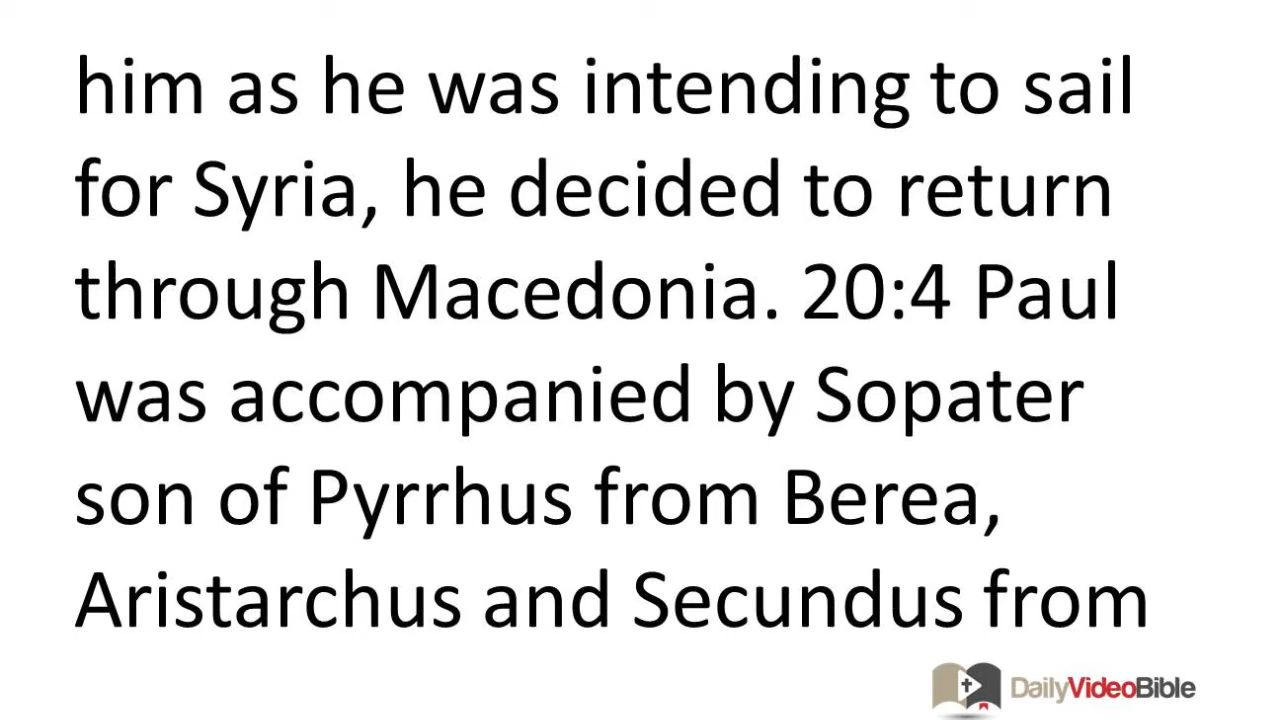 him as he was intending to sail
for Syria, he decided to return
through Macedonia. 20:4 Paul
was accompanied by Sopater
son of Pyrrhus from Berea,
Aristarchus and Secundus from
DailyVideoBible